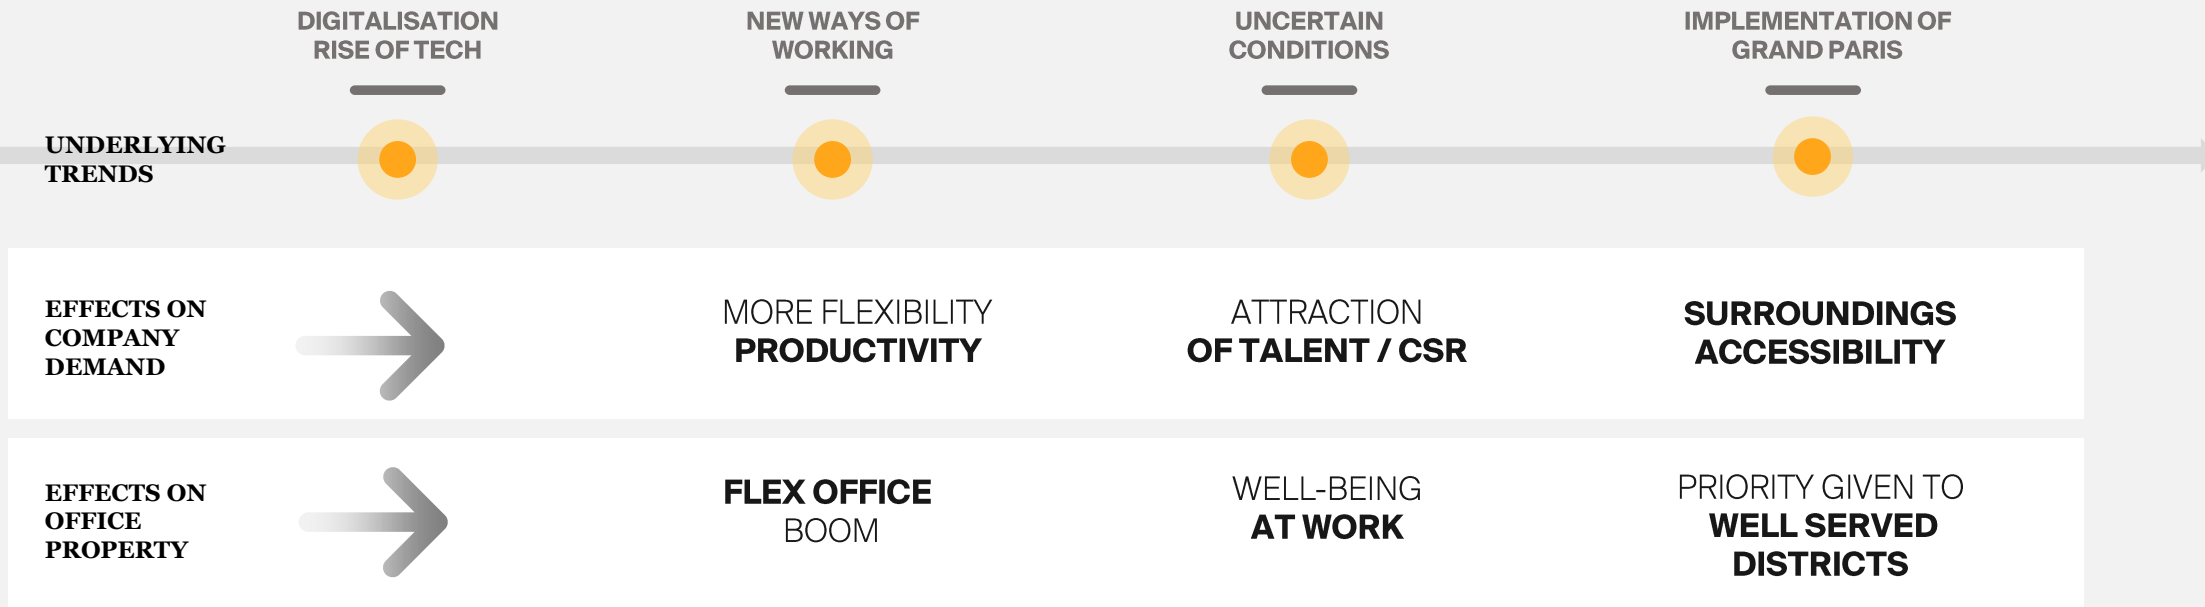 DIGITALISATION
RISE OF TECH
NEW WAYS OF
WORKING
UNCERTAIN
CONDITIONS
IMPLEMENTATION OF
GRAND PARIS
UNDERLYING
TRENDS
EFFECTS ON
COMPANY
DEMAND
MORE FLEXIBILITY
PRODUCTIVITY
ATTRACTION
OF TALENT / CSR
SURROUNDINGS
ACCESSIBILITY
EFFECTS ON
OFFICE
PROPERTY
FLEX OFFICE
BOOM
WELL-BEING
AT WORK
PRIORITY GIVEN TO
WELL SERVED
DISTRICTS